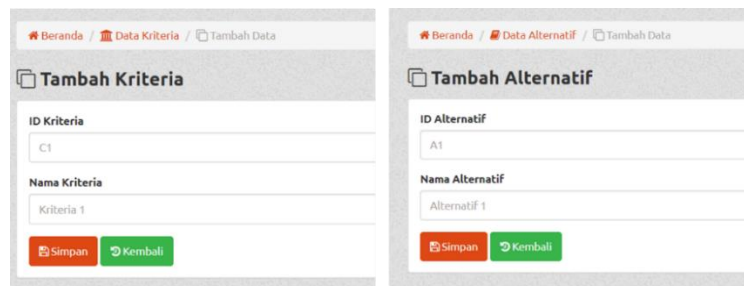 Beranda / Data Kriteria / Tambah Data
Tambah Kriteria
ID Kriteria
C1
Nama Kriteria
Kriteria 1
Simpan Kembali
Beranda / Data Alternatif / Tambah Data
Tambah Alternatif
ID Alternatif
A1
Nama Alternatif
Alternatif 1
Simpan Kembali